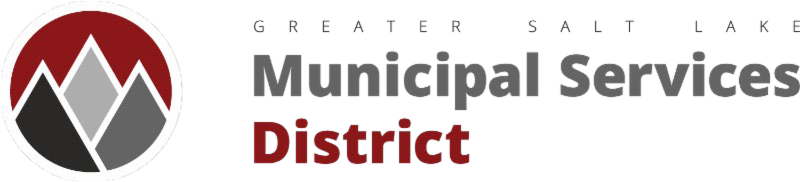 GREATER SALT LAKE
Municipal Services
District